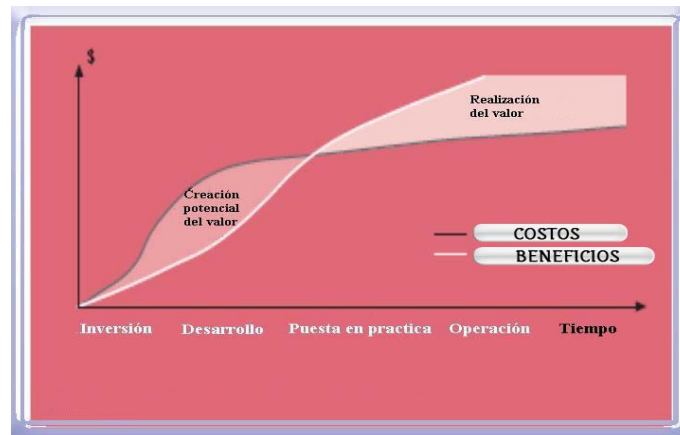 $
Realización
del valor
Creación
potencial
del valor
COSTOS
BENEFICIOS
Inversión Desarrollo Puesta en practica Operación Tiempo